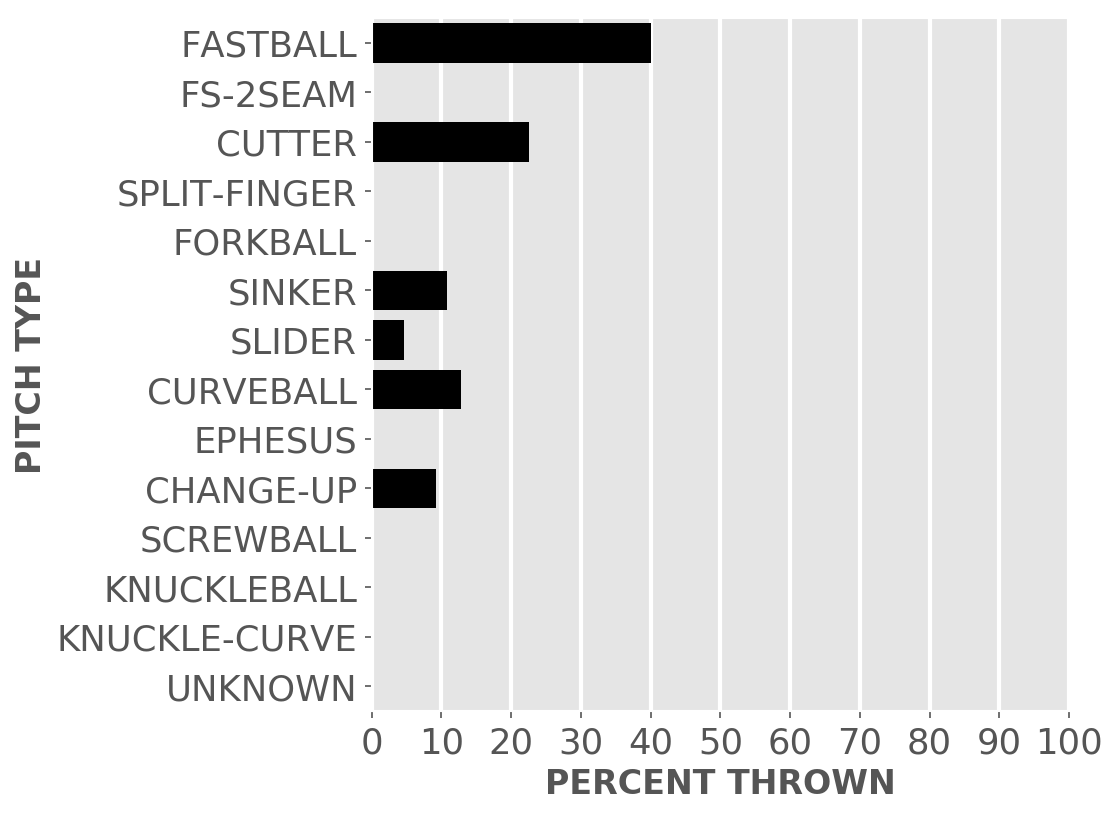 FASTBALL
FS-2SEAM
CUTTER
SPLIT-FINGER
FORKBALL
SINKER
SLIDER
CURVEBALL
EPHESUS
CHANGE-UP
SCREWBALL
KNUCKLEBALL
KNUCKLE-CURVE
UNKNOWN
PITCH TYPE
0 10 20 30 40 50 60 70 80 90 100
PERCENT THROWN